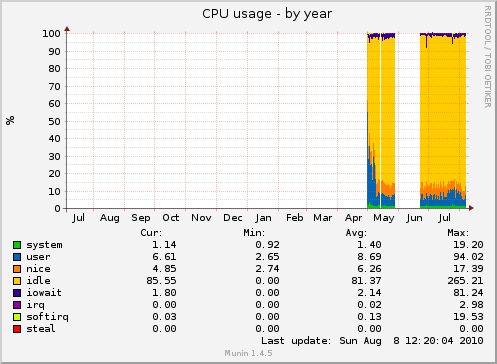 CPU usage - by year
RRDTOOL / TOBI OETIKER
%
100
90
80
70
60
50
40
30
20
10
0
Jul Aug Sep Oct Nov Dec Jan Feb Mar Apr May Jun Jul
Cur: Min: Avg: Max:
system 1.14 0.92 1.40 19.20
user 6.61 2.65 8.69 94.02
nice 4.85 2.74 6.26 17.39
idle 85.55 0.00 81.37 265.21
iowait 1.80 0.00 2.14 81.24
irq 0.00 0.00 0.02 2.98
softirq 0.03 0.00 0.13 19.53
steal 0.00 0.00 0.00 0.00
Last update: Sun Aug 8 12:20:04 2010
Munin 1.4.5